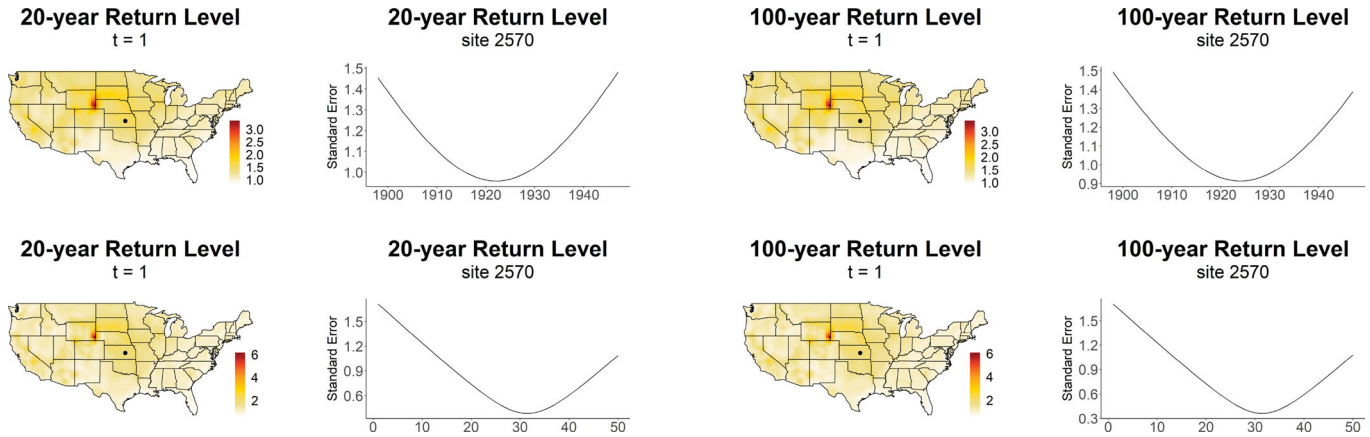 20-year Return Level
t = 1
3.0
2.5
2.0
1.5
1.0
20-year Return Level
site 2570
Standard Error
1.5
1.4
1.3
1.2
1.1
1.0
1900 1910 1920 1930 1940
100-year Return Level
t = 1
3.0
2.5
2.0
1.5
1.0
100-year Return Level
site 2570
Standard Error
1.5
1.4
1.3
1.2
1.1
1.0
0.9
1900 1910 1920 1930 1940
20-year Return Level
t = 1
6
4
2
20-year Return Level
site 2570
Standard Error
1.5
1.2
0.9
0.6
0 10 20 30 40 50
100-year Return Level
t = 1
6
4
2
100-year Return Level
site 2570
Standard Error
1.5
1.2
0.9
0.6
0.3
0 10 20 30 40 50